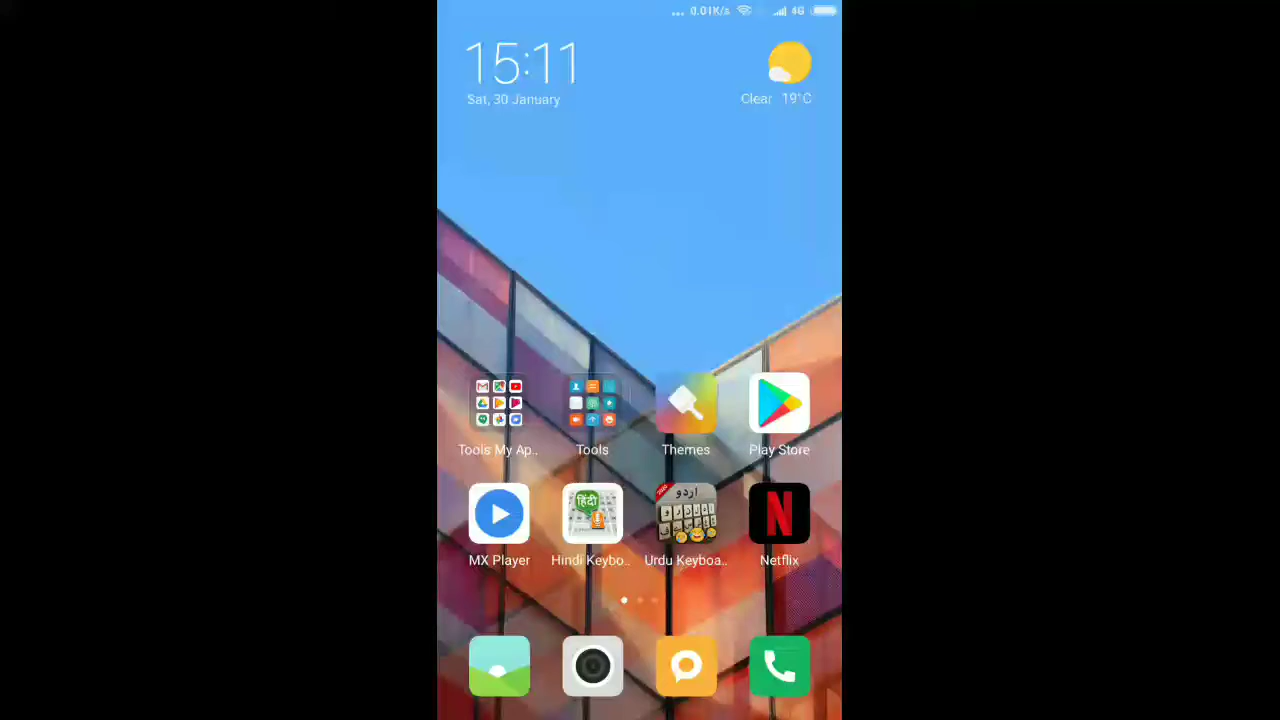 ... 0.01K/s 4G
15:11
Sat, 30 January
Clear 19°C
Tools My Ap..
Tools
Themes
Play Store
हिंदी
اردو
MX Player
Hindi Keybo..
Urdu Keyboa..
Netflix